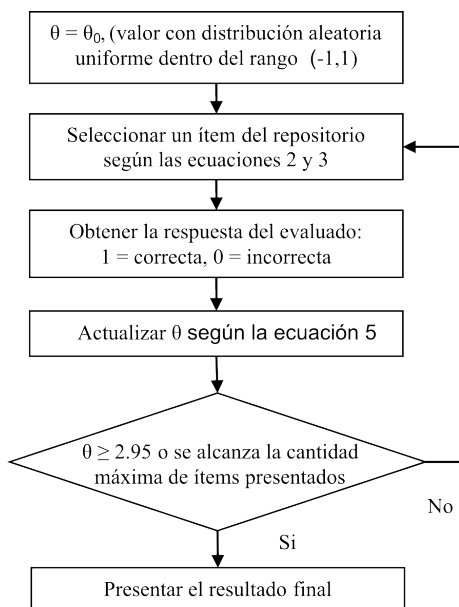 θ = θ₀, (valor con distribución aleatoria
uniforme dentro del rango (-1,1)
Seleccionar un ítem del repositorio
según las ecuaciones 2 y 3
Obtener la respuesta del evaluado:
1 = correcta, 0 = incorrecta
Actualizar θ según la ecuación 5
θ ≥ 2.95 o se alcanza la cantidad
máxima de ítems presentados
No
Si
Presentar el resultado final